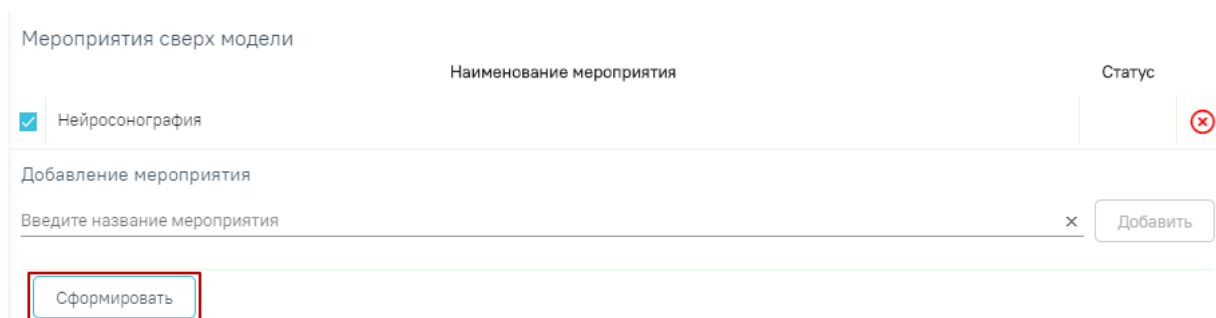 Мероприятия сверх модели
Наименование мероприятия Статус
Нейросонография
Добавление мероприятия
Введите название мероприятия Добавить
Сформировать